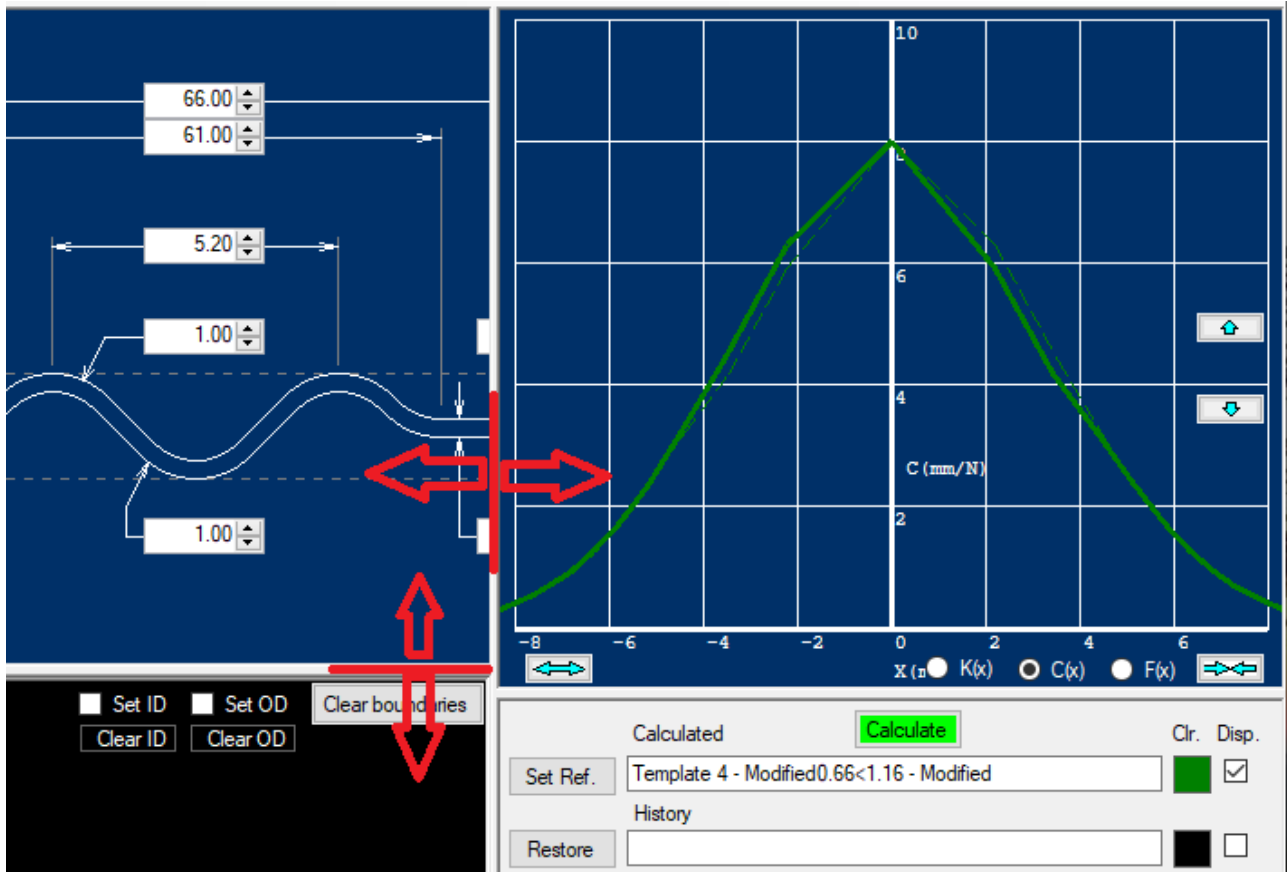 66.00
61.00
5.20
1.00
1.00
10
8
6
4
C(mm/N)
2
-8 -6 -4 -2 0 2 4 6
K(x) C(x) F(x)
Set ID Set OD Clear boundaries
Clear ID Clear OD
Calculated Calculate Clr. Disp.
Set Ref. Template 4 - Modified0.66<1.16 - Modified
History
Restore